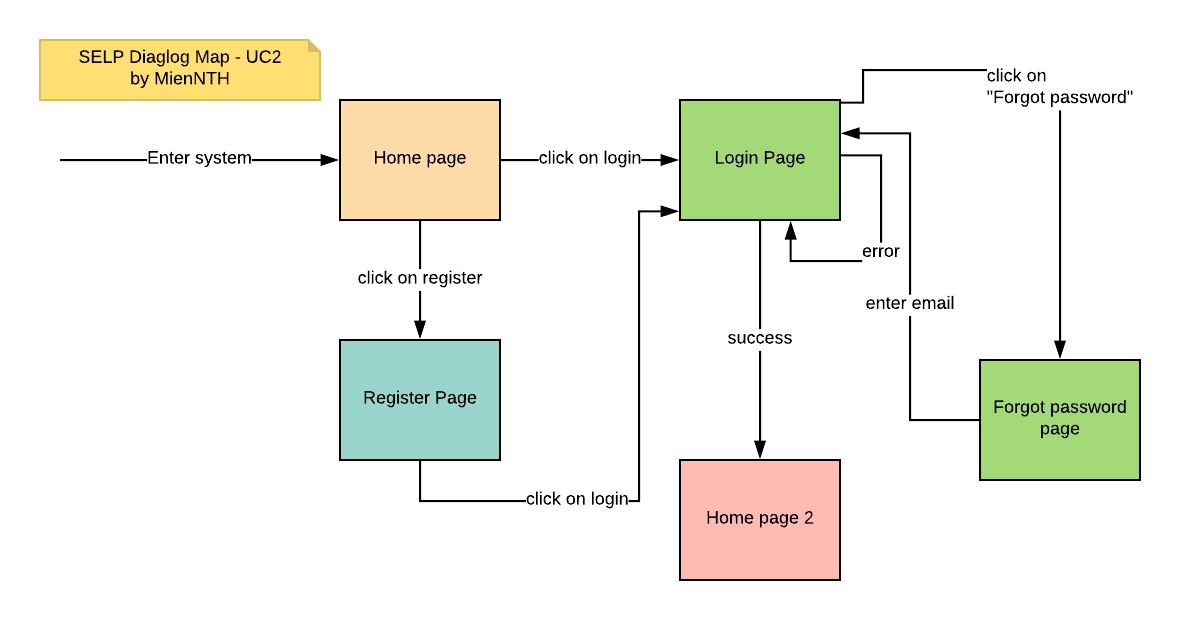 SELP Diaglog Map - UC2
by MienNTH
click on
"Forgot password"
Enter system
Home page
click on login
Login Page
error
click on register
enter email
success
Register Page
Forgot password
page
click on login
Home page 2